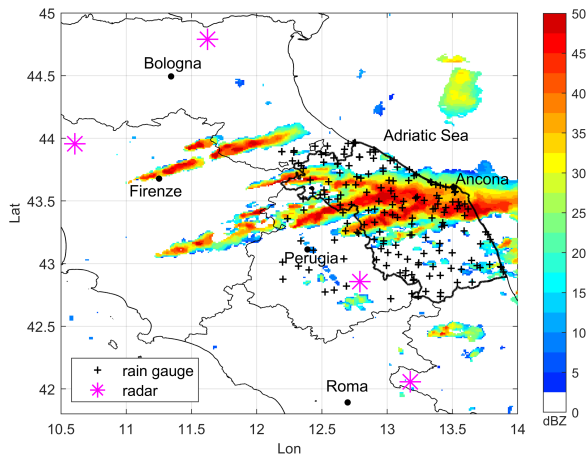 45
44.5
44
43.5
43
42.5
42
Lat
10.5
11
11.5
12
12.5
13
13.5
14
Lon
Bologna
Adriatic Sea
Ancona
Firenze
Perugia
Roma
rain gauge
radar
50
45
40
35
30
25
20
15
10
5
0
dBZ